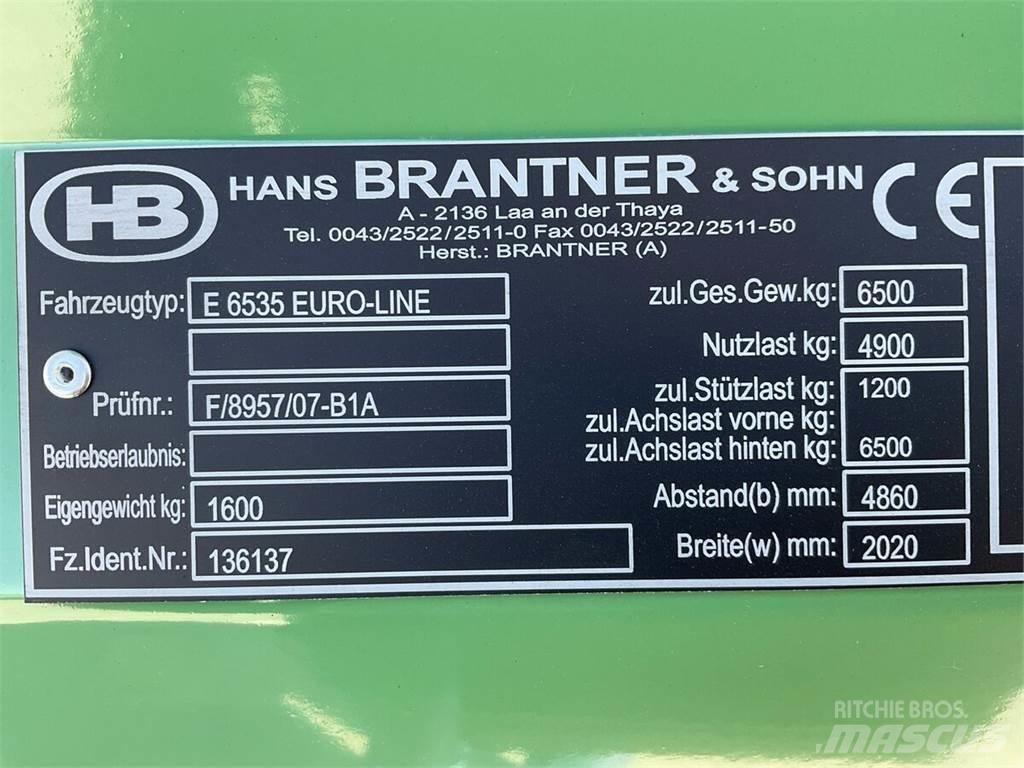 HB HANS BRANTNER & SOHN CE
A - 2136 Laa an der Thaya
Tel. 0043/2522/2511-0 Fax 0043/2522/2511-50
Herst.: BRANTNER (A)
Fahrzeugtyp: E 6535 EURO-LINE
Prüfnr.: F/8957/07-B1A
Betriebserlaubnis:
Eigengewicht kg: 1600
Fz.Ident.Nr.: 136137
zul.Ges.Gew.kg: 6500
Nutzlast kg: 4900
zul.Stützlast kg: 1200
zul.Achslast vorne kg:
zul.Achslast hinten kg: 6500
Abstand(b) mm: 4860
Breite(w) mm: 2020
RITCHIE BROS.
MASCUS